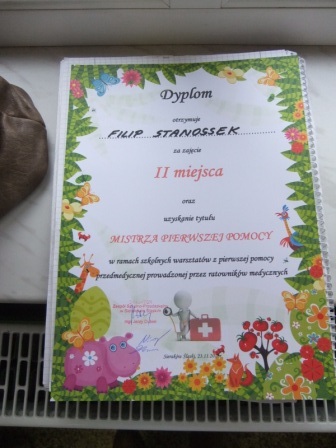 Dyplom
otrzymuje
FILIP STANOSSEK
za zajęcie
II miejsca
oraz
uzyskanie tytułu
MISTRZA PIERWSZEJ POMOCY
w ramach szkolnych warsztatów z pierwszej pomocy
przedmedycznej prowadzonej przez ratowników medycznych